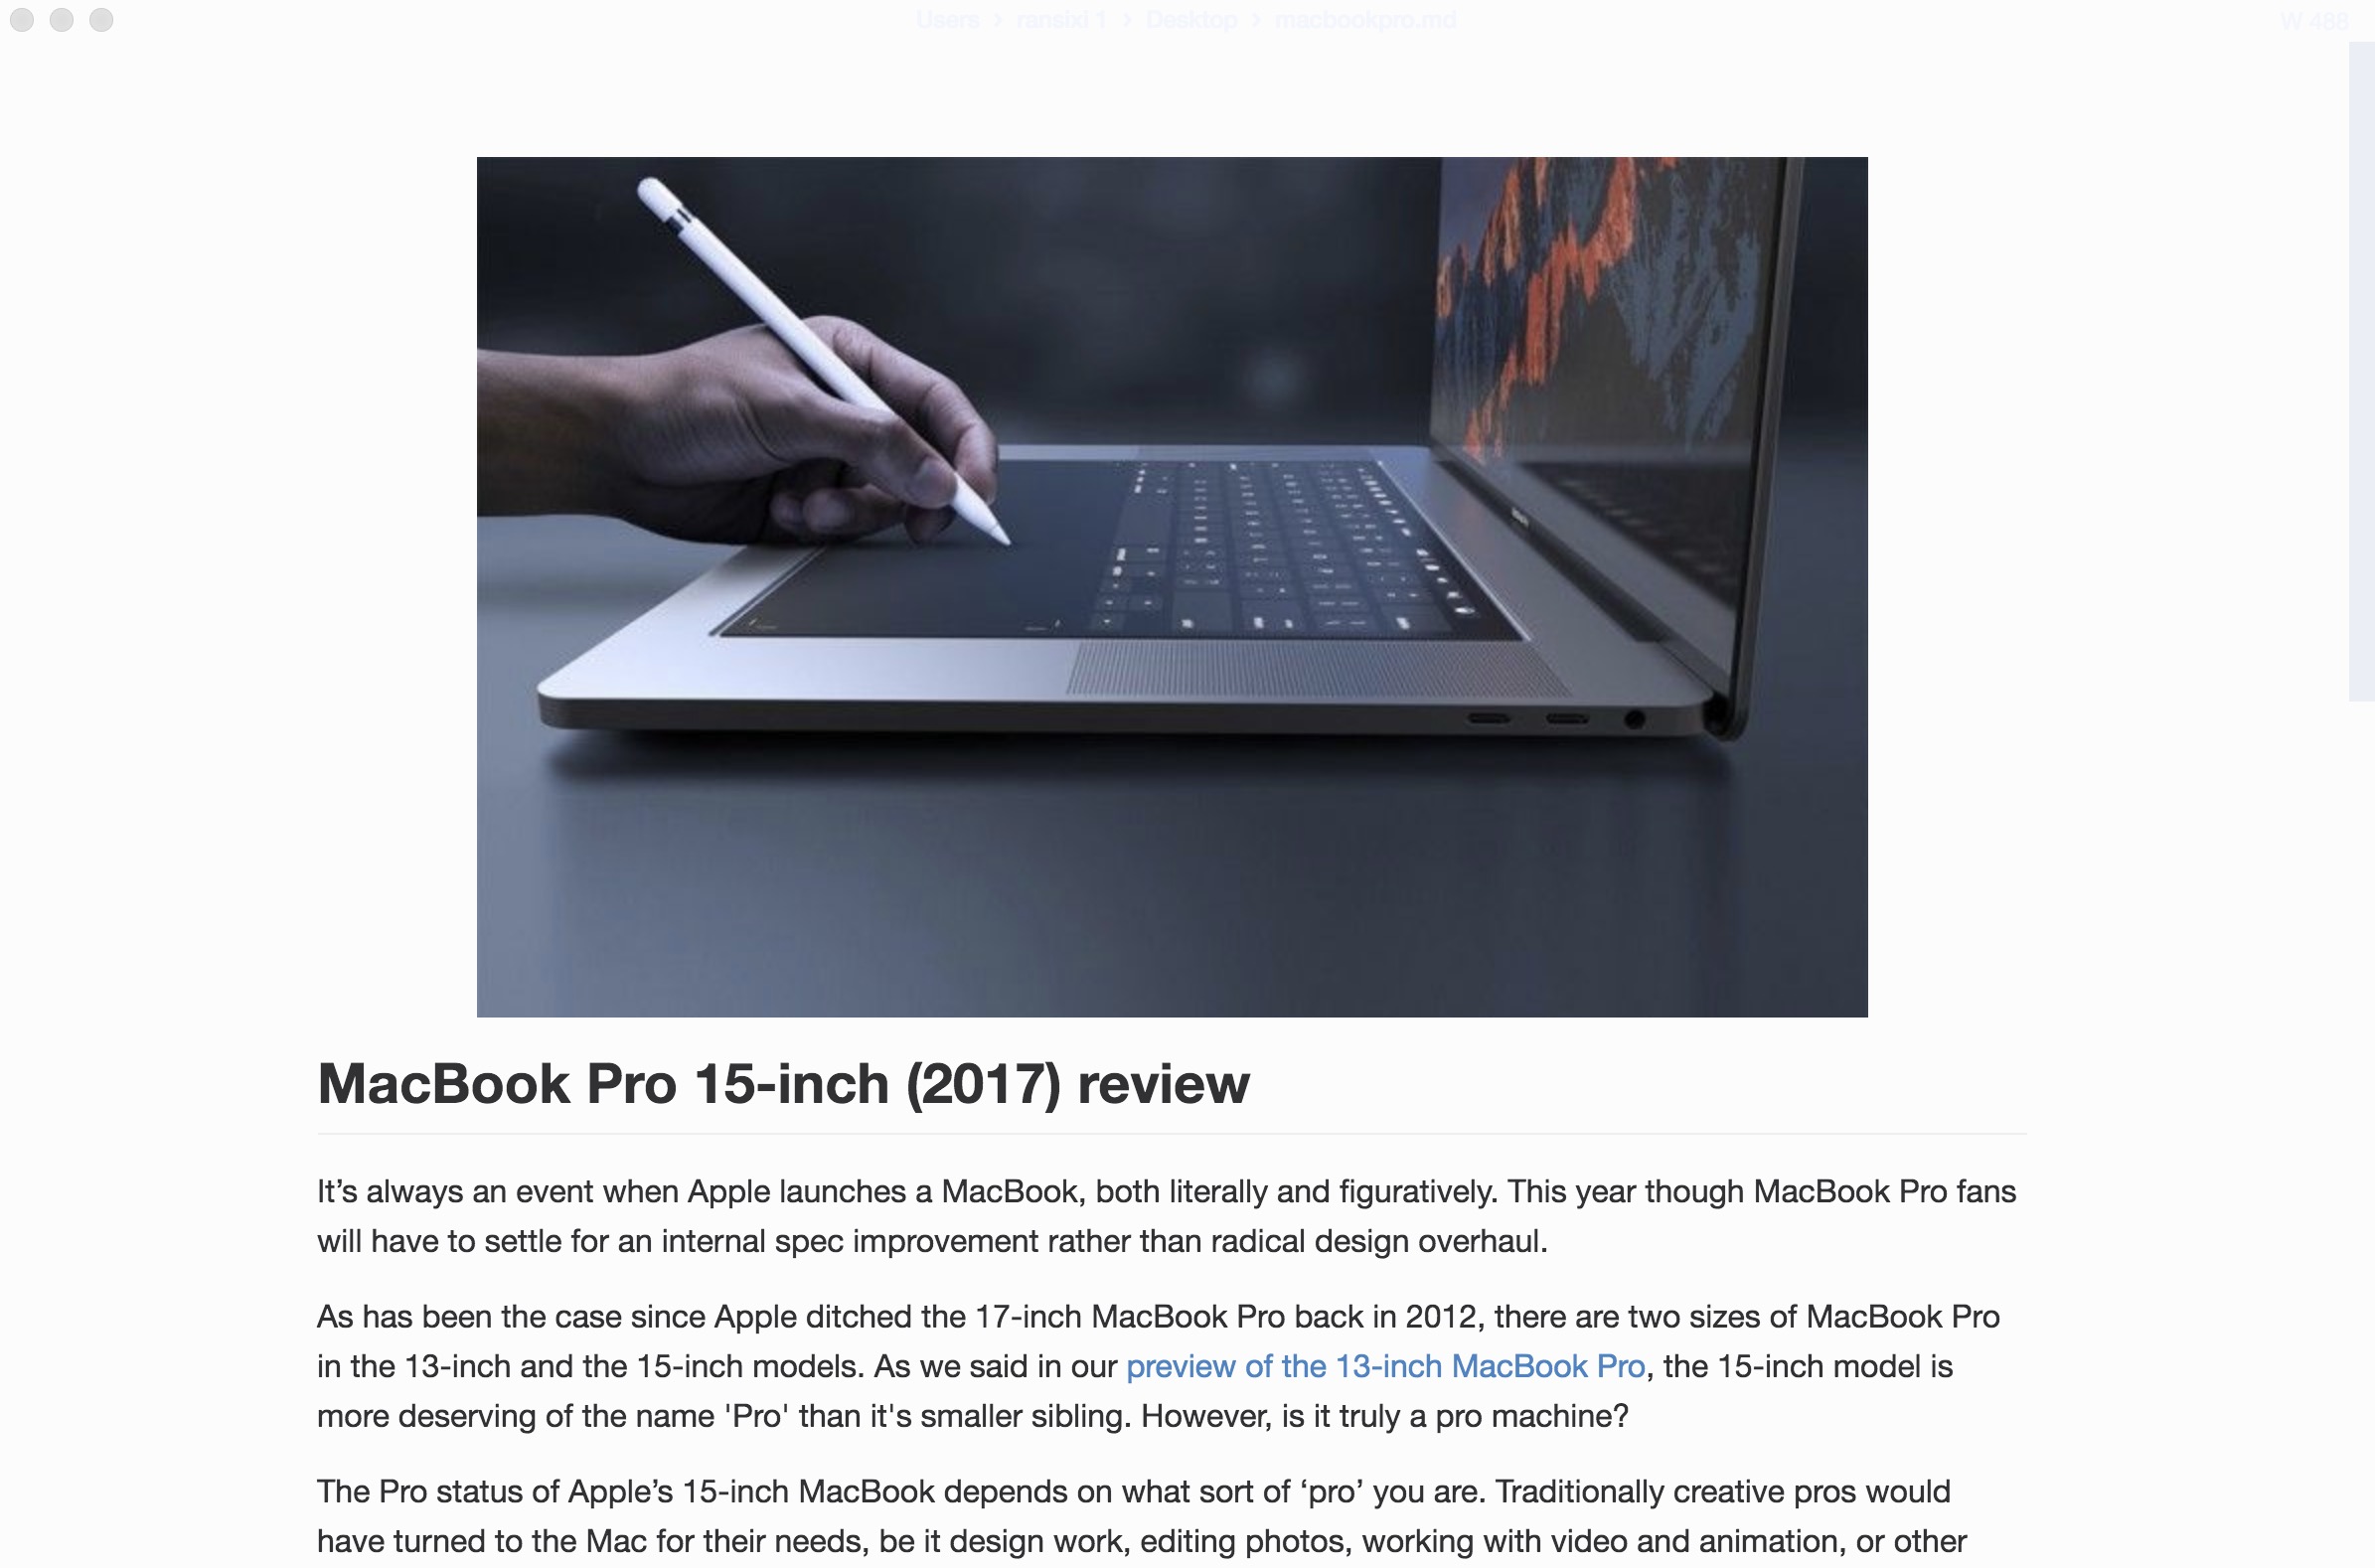 Users › ransixi 1 › Desktop › macbookpro.md
W 488
MacBook Pro 15-inch (2017) review
It’s always an event when Apple launches a MacBook, both literally and figuratively. This year though MacBook Pro fans
will have to settle for an internal spec improvement rather than radical design overhaul.
As has been the case since Apple ditched the 17-inch MacBook Pro back in 2012, there are two sizes of MacBook Pro
in the 13-inch and the 15-inch models. As we said in our preview of the 13-inch MacBook Pro, the 15-inch model is
more deserving of the name 'Pro' than it's smaller sibling. However, is it truly a pro machine?
The Pro status of Apple’s 15-inch MacBook depends on what sort of ‘pro’ you are. Traditionally creative pros would
have turned to the Mac for their needs, be it design work, editing photos, working with video and animation, or other